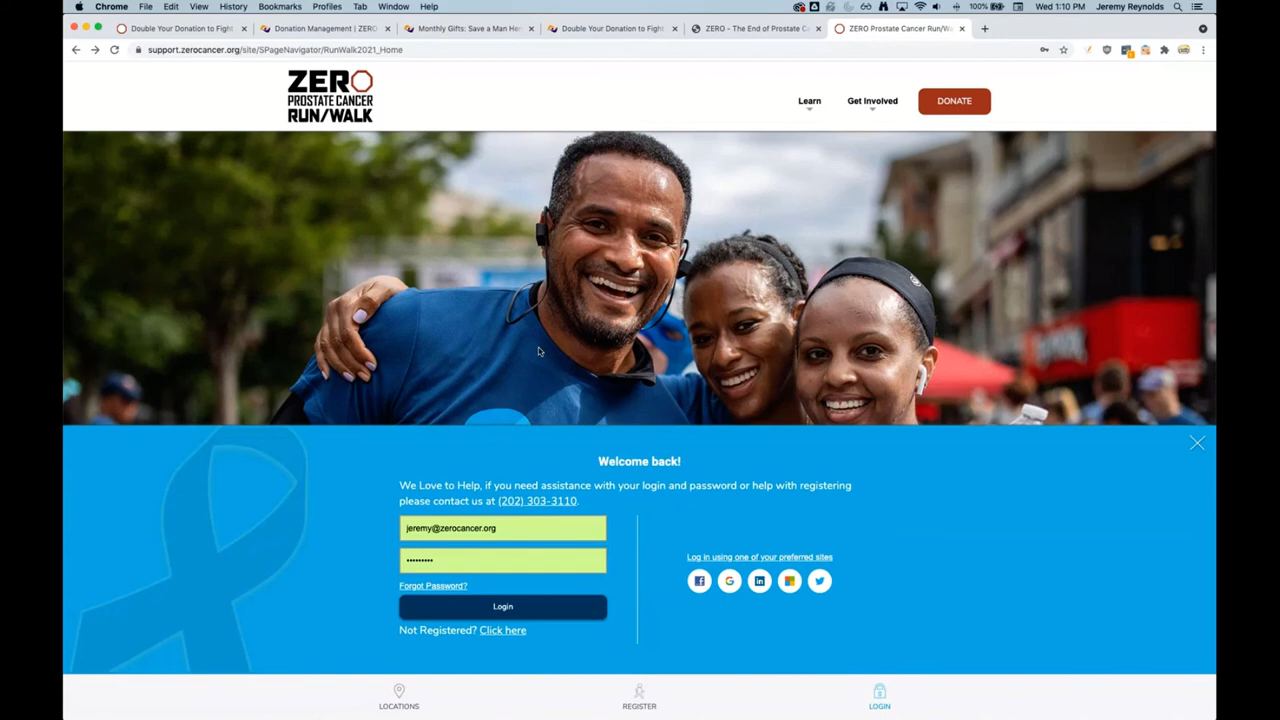 Chrome File Edit View History Bookmarks Profiles Tab Window Help 100% Wed 1:10 PM Jeremy Reynolds
Double Your Donation to Fight Donation Management | ZERO Monthly Gifts: Save a Man Double Your Donation to Fight ZERO - The End of Prostate C ZERO Prostate Cancer Run/Wa
support.zerocancer.org/site/SPageNavigator/RunWalk2021_Home
ZERO
PROSTATE CANCER
RUN/WALK
Learn Get Involved DONATE
Welcome back!
We Love to Help, if you need assistance with your login and password or help with registering
please contact us at (202) 303-3110.
jeremy@zerocancer.org
•••••••••
Log in using one of your preferred sites
Forgot Password?
Login
Not Registered? Click here
LOCATIONS REGISTER LOGIN